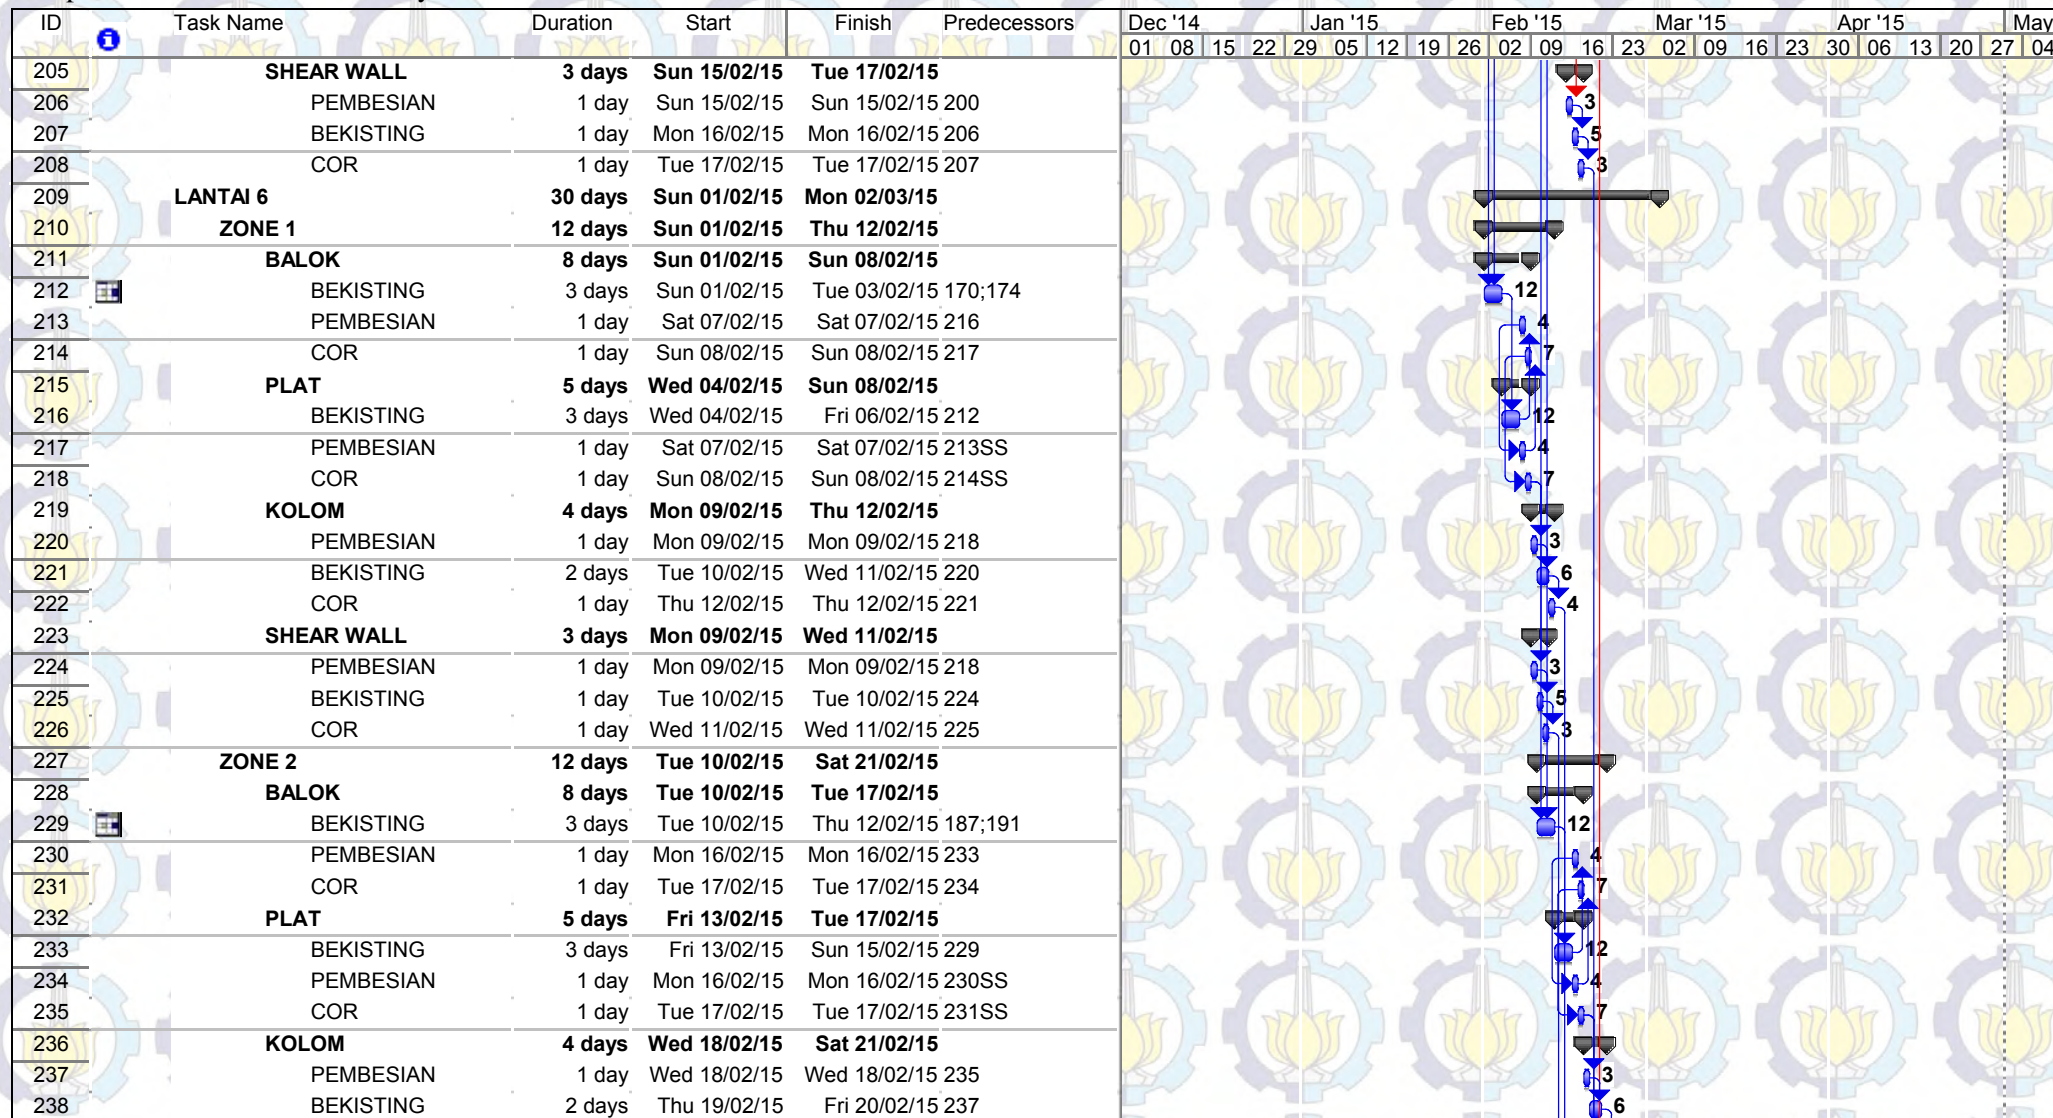 ID Task Name Duration Start Finish Predecessors Dec '14 Jan '15 Feb '15 Mar '15 Apr '15 May
01 08 15 22 29 05 12 19 26 02 09 16 23 02 09 16 23 30 06 13 20 27 04
205 SHEAR WALL 3 days Sun 15/02/15 Tue 17/02/15
206 PEMBESIAN 1 day Sun 15/02/15 Sun 15/02/15 200 3
207 BEKISTING 1 day Mon 16/02/15 Mon 16/02/15 206 5
208 COR 1 day Tue 17/02/15 Tue 17/02/15 207 3
209 LANTAI 6 30 days Sun 01/02/15 Mon 02/03/15
210 ZONE 1 12 days Sun 01/02/15 Thu 12/02/15
211 BALOK 8 days Sun 01/02/15 Sun 08/02/15
212 BEKISTING 3 days Sun 01/02/15 Tue 03/02/15 170;174 12
213 PEMBESIAN 1 day Sat 07/02/15 Sat 07/02/15 216 4
214 COR 1 day Sun 08/02/15 Sun 08/02/15 217 7
215 PLAT 5 days Wed 04/02/15 Sun 08/02/15
216 BEKISTING 3 days Wed 04/02/15 Fri 06/02/15 212 12
217 PEMBESIAN 1 day Sat 07/02/15 Sat 07/02/15 213SS 4
218 COR 1 day Sun 08/02/15 Sun 08/02/15 214SS 7
219 KOLOM 4 days Mon 09/02/15 Thu 12/02/15
220 PEMBESIAN 1 day Mon 09/02/15 Mon 09/02/15 218 3
221 BEKISTING 2 days Tue 10/02/15 Wed 11/02/15 220 6
222 COR 1 day Thu 12/02/15 Thu 12/02/15 221 4
223 SHEAR WALL 3 days Mon 09/02/15 Wed 11/02/15
224 PEMBESIAN 1 day Mon 09/02/15 Mon 09/02/15 218 3
225 BEKISTING 1 day Tue 10/02/15 Tue 10/02/15 224 5
226 COR 1 day Wed 11/02/15 Wed 11/02/15 225 3
227 ZONE 2 12 days Tue 10/02/15 Sat 21/02/15
228 BALOK 8 days Tue 10/02/15 Tue 17/02/15
229 BEKISTING 3 days Tue 10/02/15 Thu 12/02/15 187;191 12
230 PEMBESIAN 1 day Mon 16/02/15 Mon 16/02/15 233 4
231 COR 1 day Tue 17/02/15 Tue 17/02/15 234 7
232 PLAT 5 days Fri 13/02/15 Tue 17/02/15
233 BEKISTING 3 days Fri 13/02/15 Sun 15/02/15 229 12
234 PEMBESIAN 1 day Mon 16/02/15 Mon 16/02/15 230SS 4
235 COR 1 day Tue 17/02/15 Tue 17/02/15 231SS 7
236 KOLOM 4 days Wed 18/02/15 Sat 21/02/15
237 PEMBESIAN 1 day Wed 18/02/15 Wed 18/02/15 235 3
238 BEKISTING 2 days Thu 19/02/15 Fri 20/02/15 237 6